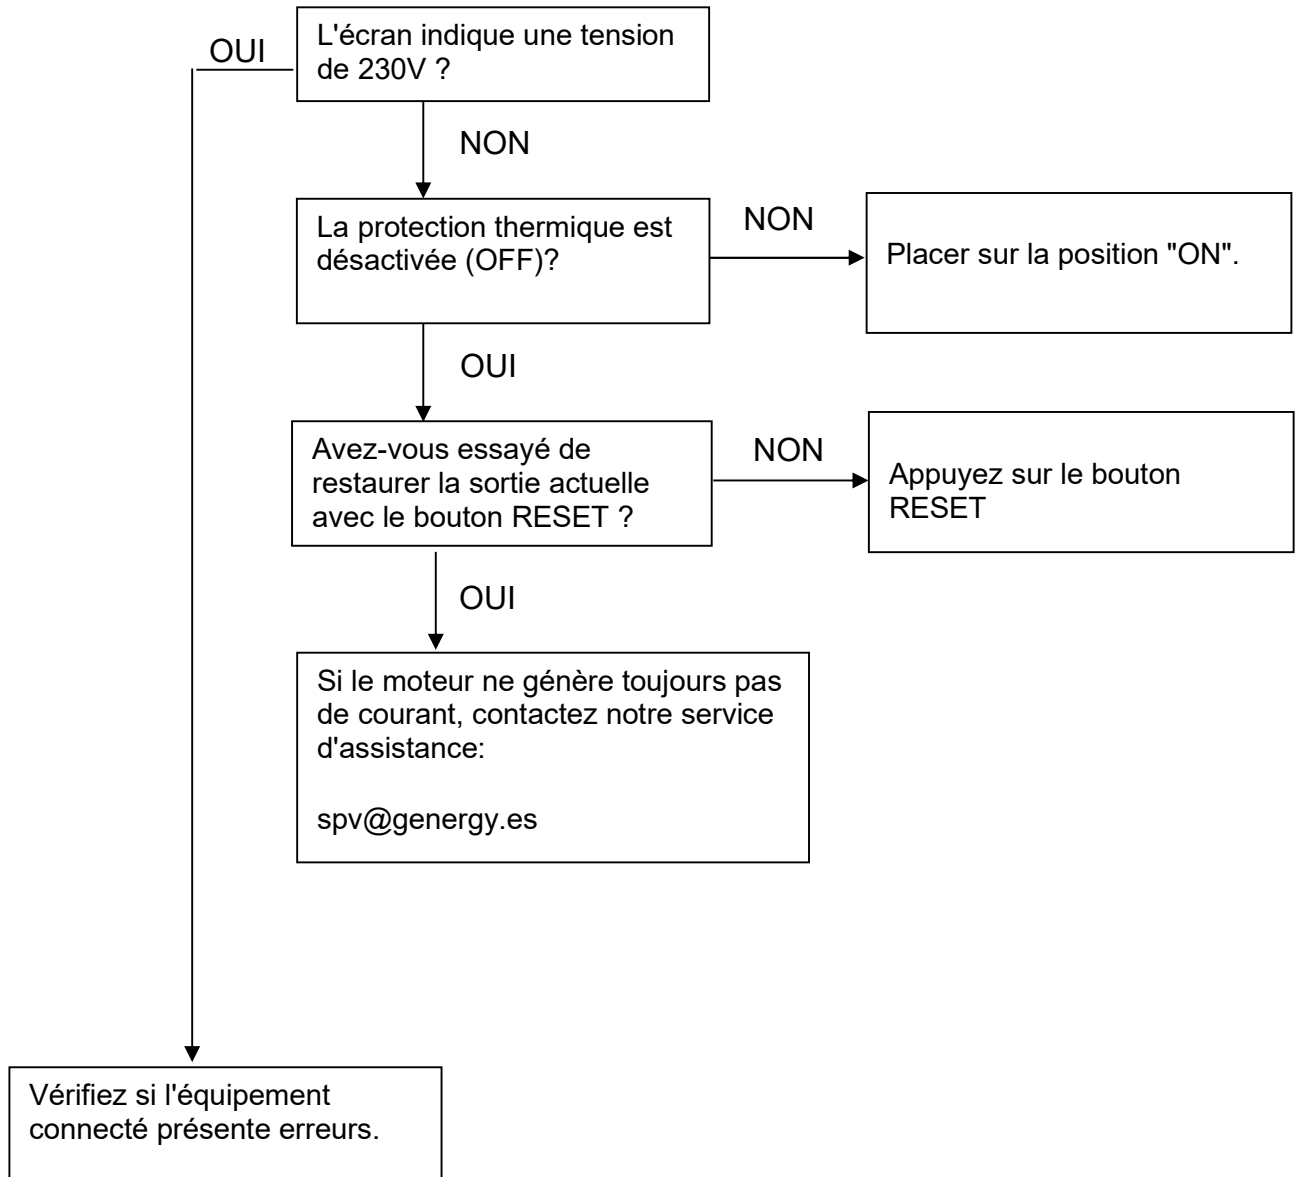 L'écran indique une tension
de 230V ?
OUI
NON
La protection thermique est
désactivée (OFF)?
NON
Placer sur la position "ON".
OUI
Avez-vous essayé de
restaurer la sortie actuelle
avec le bouton RESET ?
NON
Appuyez sur le bouton
RESET
OUI
Si le moteur ne génère toujours pas
de courant, contactez notre service
d'assistance:
spv@genergy.es
Vérifiez si l'équipement
connecté présente erreurs.